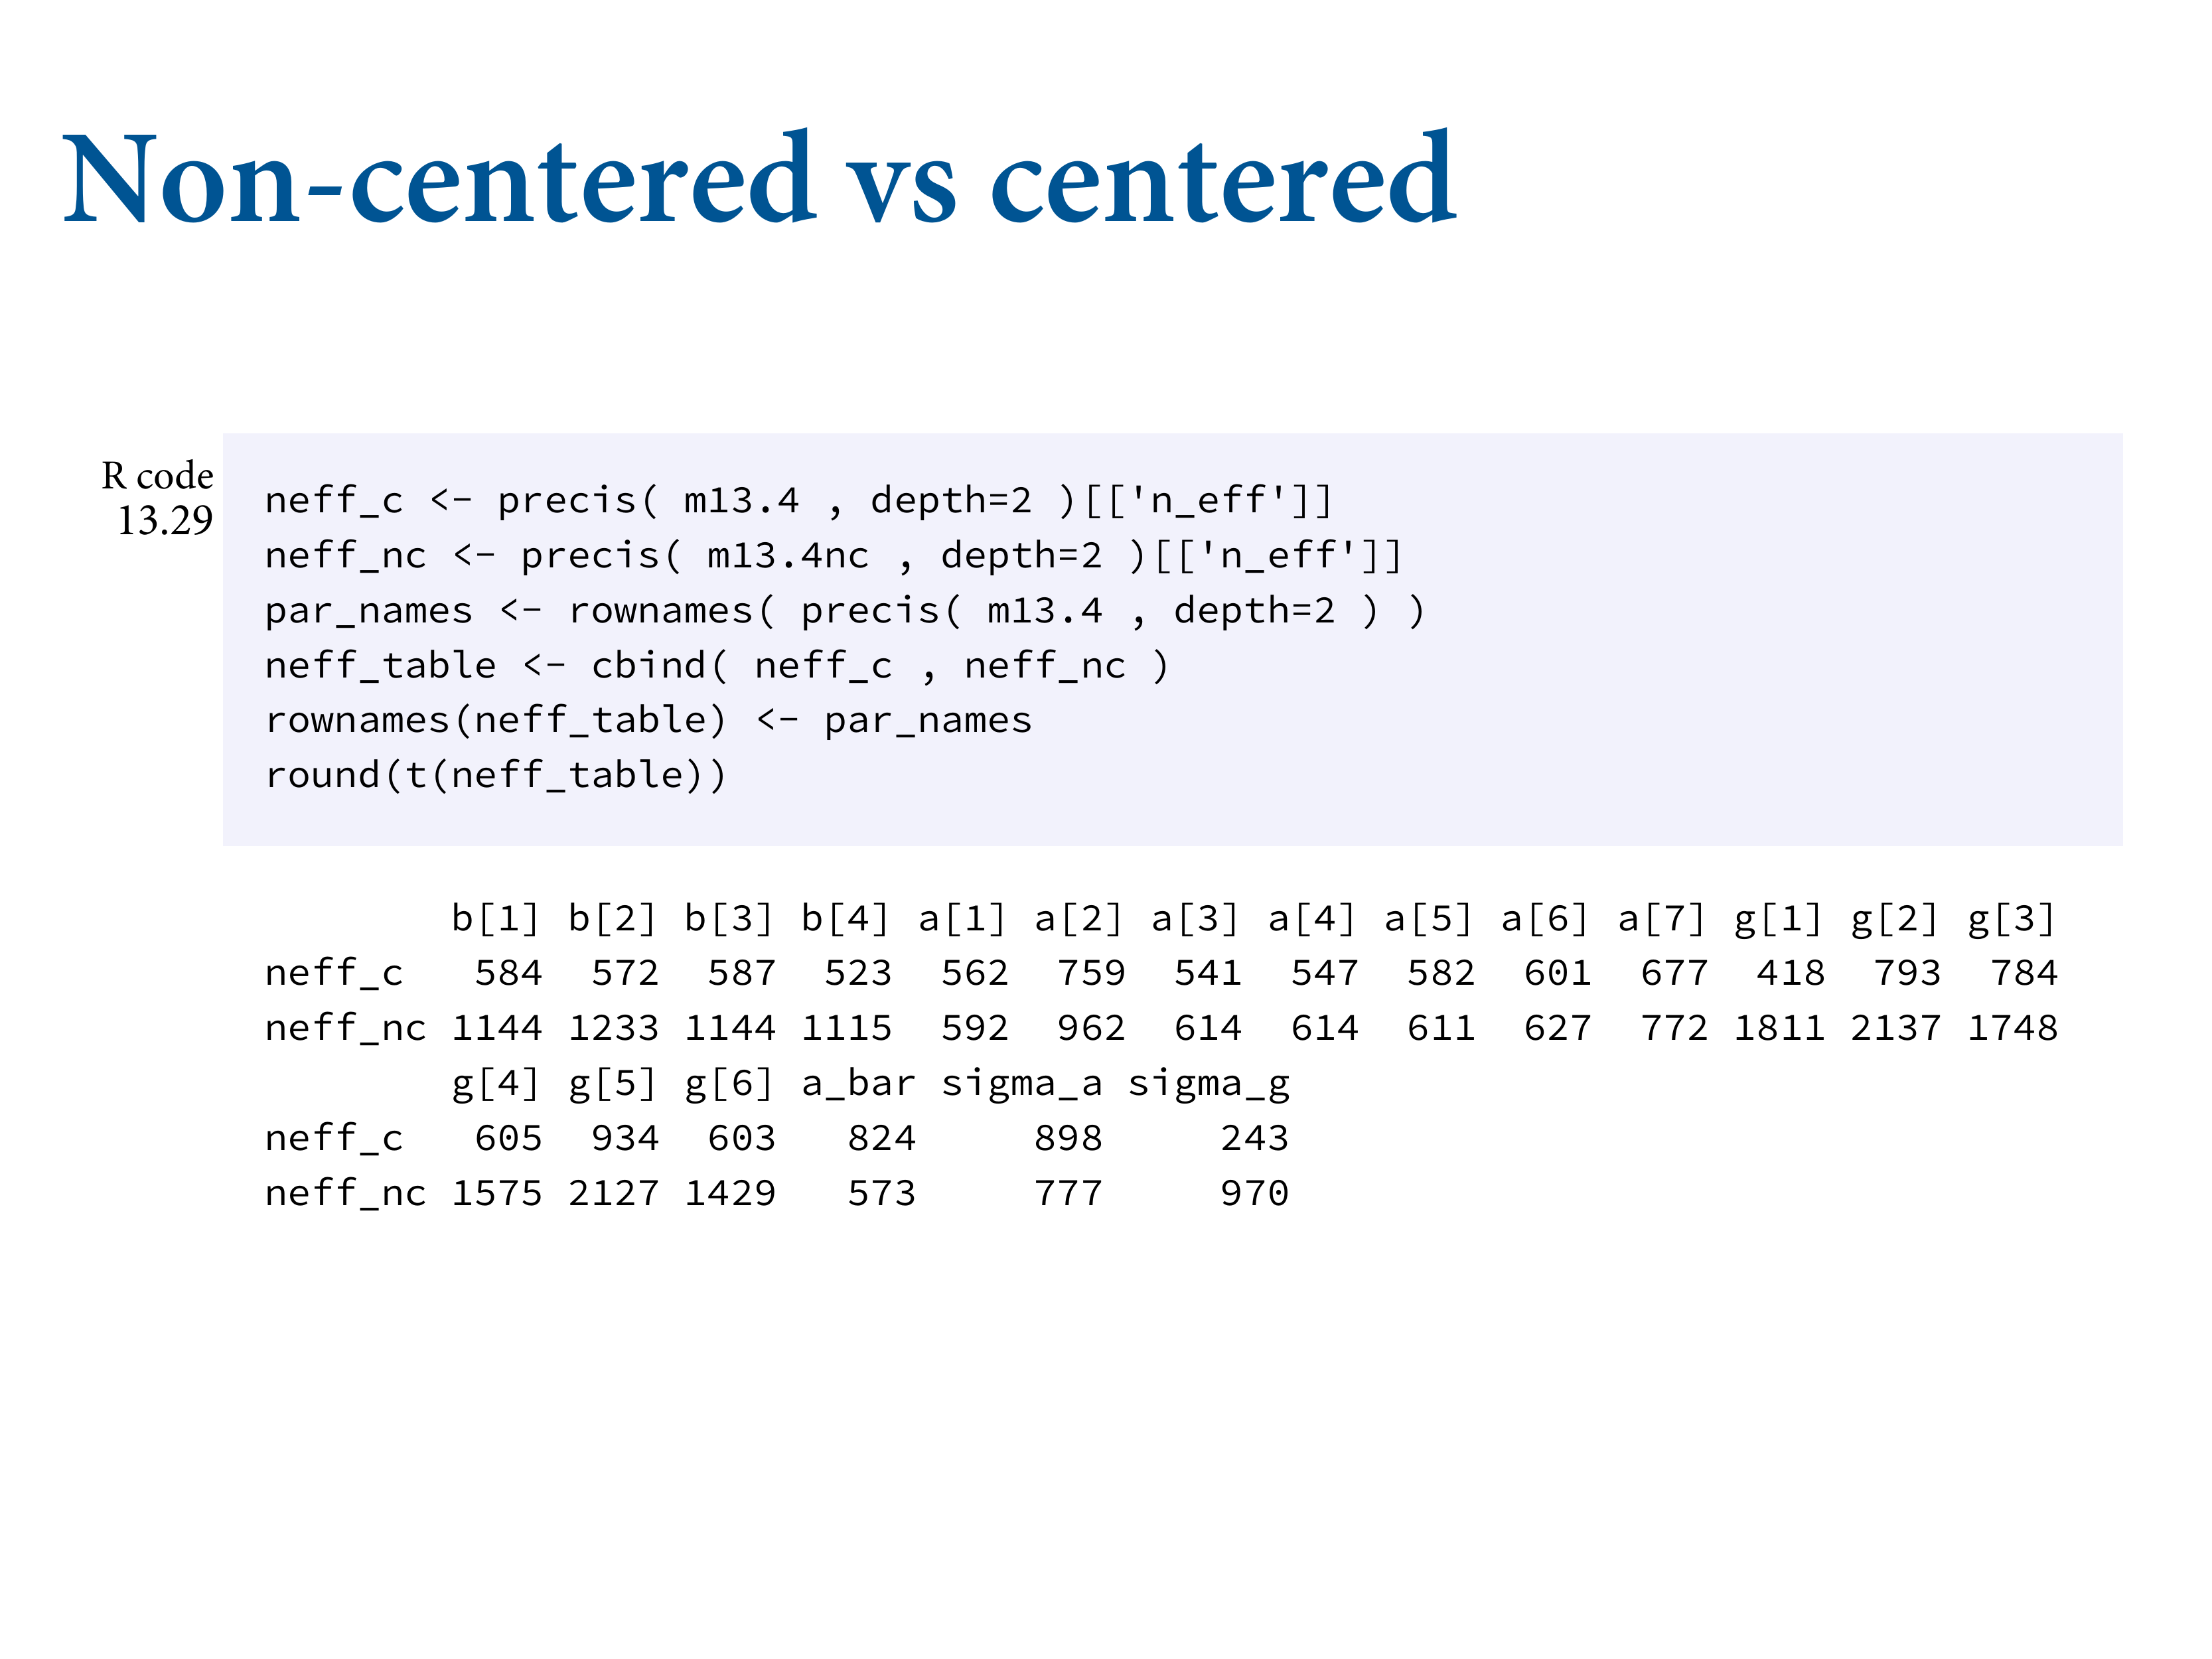 Non-centered vs centered
R code
13.29
neff_c <- precis( m13.4 , depth=2 )[['n_eff']]
neff_nc <- precis( m13.4nc , depth=2 )[['n_eff']]
par_names <- rownames( precis( m13.4 , depth=2 ) )
neff_table <- cbind( neff_c , neff_nc )
rownames(neff_table) <- par_names
round(t(neff_table))
        b[1] b[2] b[3] b[4] a[1] a[2] a[3] a[4] a[5] a[6] a[7] g[1] g[2] g[3]
neff_c   584  572  587  523  562  759  541  547  582  601  677  418  793  784
neff_nc 1144 1233 1144 1115  592  962  614  614  611  627  772 1811 2137 1748
        g[4] g[5] g[6] a_bar sigma_a sigma_g
neff_c   605  934  603   824     898     243
neff_nc 1575 2127 1429   573     777     970